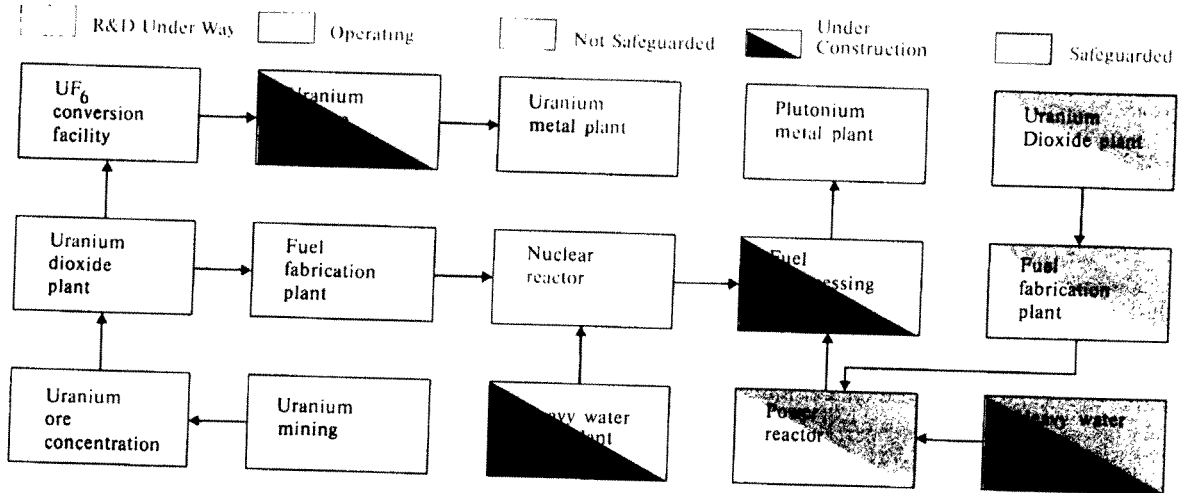 R&D Under Way
Operating
Not Safeguarded
Under
Construction
Safeguarded
UF6
conversion
facility
Uranium
Uranium
metal plant
Plutonium
metal plant
Uranium
Dioxide plant
Uranium
dioxide
plant
Fuel
fabrication
plant
Nuclear
reactor
Fuel
Fuel
fabrication
plant
Uranium
ore
concentration
Uranium
mining
water
Power
reactor
water